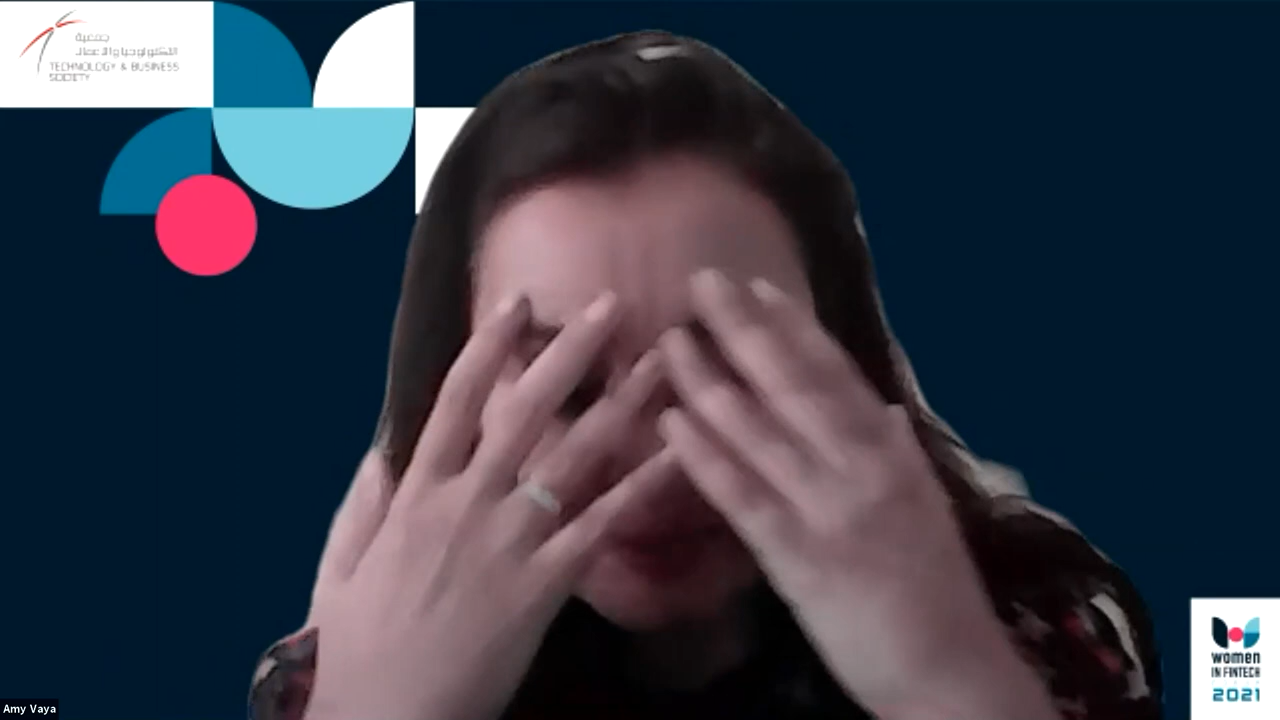 جمعية
التكنولوجيا والأعمال
TECHNOLOGY & BUSINESS
SOCIETY
women
IN FINTECH
2021
Amy Vaya